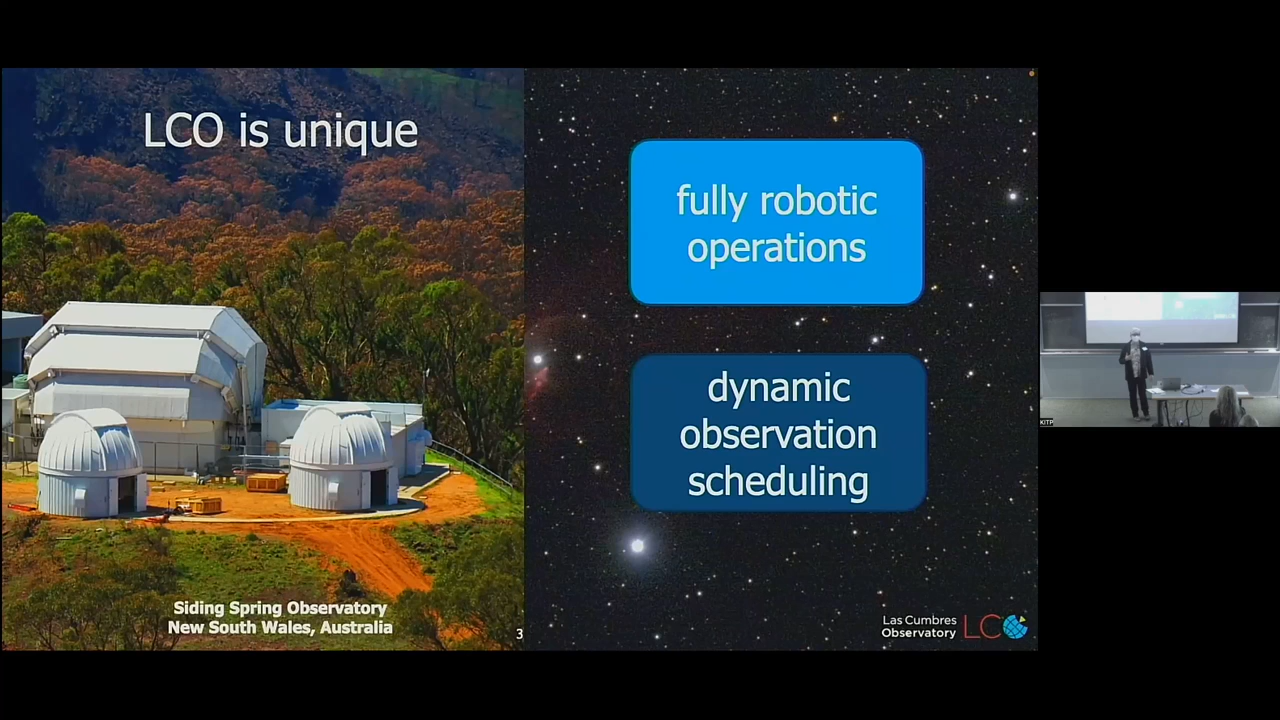 LCO is unique
fully robotic
operations
dynamic
observation
scheduling
Siding Spring Observatory
New South Wales, Australia
3
Las Cumbres
Observatory
LCO
KITP